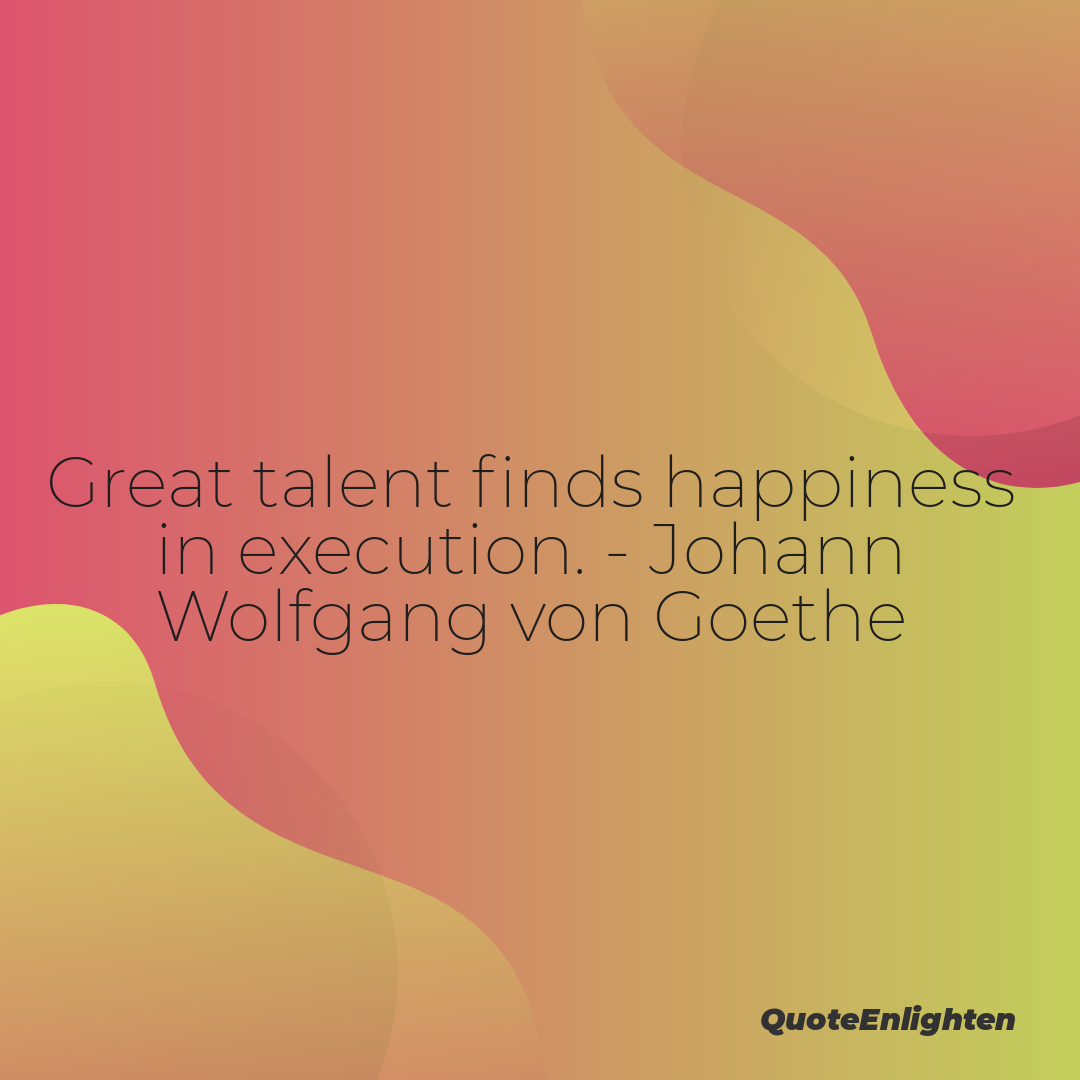 Great talent finds happiness
in execution. - Johann
Wolfgang von Goethe
QuoteEnlighten